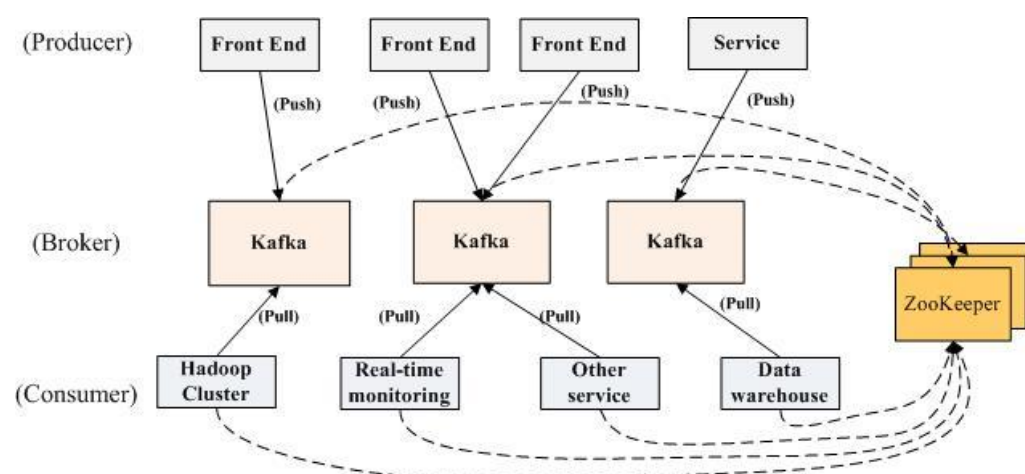 (Producer)
Front End
Front End
Front End
Service
(Push)
(Push)
(Push)
(Push)
(Broker)
Kafka
Kafka
Kafka
ZooKeeper
(Pull)
(Pull)
(Pull)
(Pull)
(Consumer)
Hadoop
Cluster
Real-time
monitoring
Other
service
Data
warehouse